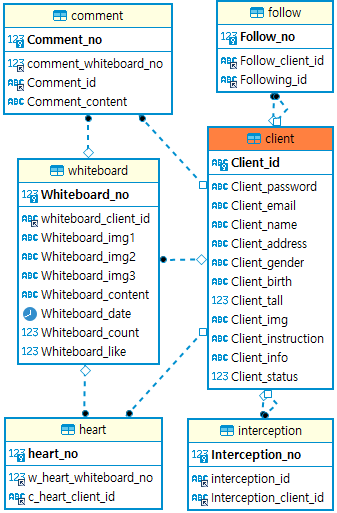 comment
123 Comment_no
123 comment_whiteboard_no
ABC Comment_id
ABC Comment_content
follow
123 Follow_no
ABC Follow_client_id
ABC Following_id
client
ABC Client_id
ABC Client_password
ABC Client_email
ABC Client_name
ABC Client_address
ABC Client_gender
ABC Client_birth
123 Client_tall
ABC Client_img
ABC Client_instruction
ABC Client_info
123 Client_status
whiteboard
123 Whiteboard_no
ABC whiteboard_client_id
ABC Whiteboard_img1
ABC Whiteboard_img2
ABC Whiteboard_img3
ABC Whiteboard_content
Whiteboard_date
123 Whiteboard_count
123 Whiteboard_like
heart
123 heart_no
123 w_heart_whiteboard_no
ABC c_heart_client_id
interception
123 Interception_no
ABC interception_id
ABC Interception_client_id